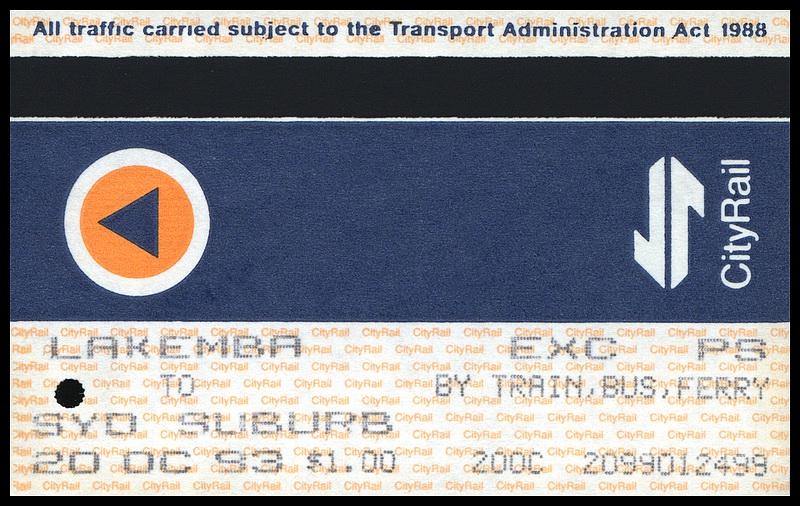 All traffic carried subject to the Transport Administration Act 1988
CityRail
LAKEMBA EXC PS
TO BY TRAIN,BUS,FERRY
SYD SUBURB
20 OC 93 $1.00 200C 2099012499